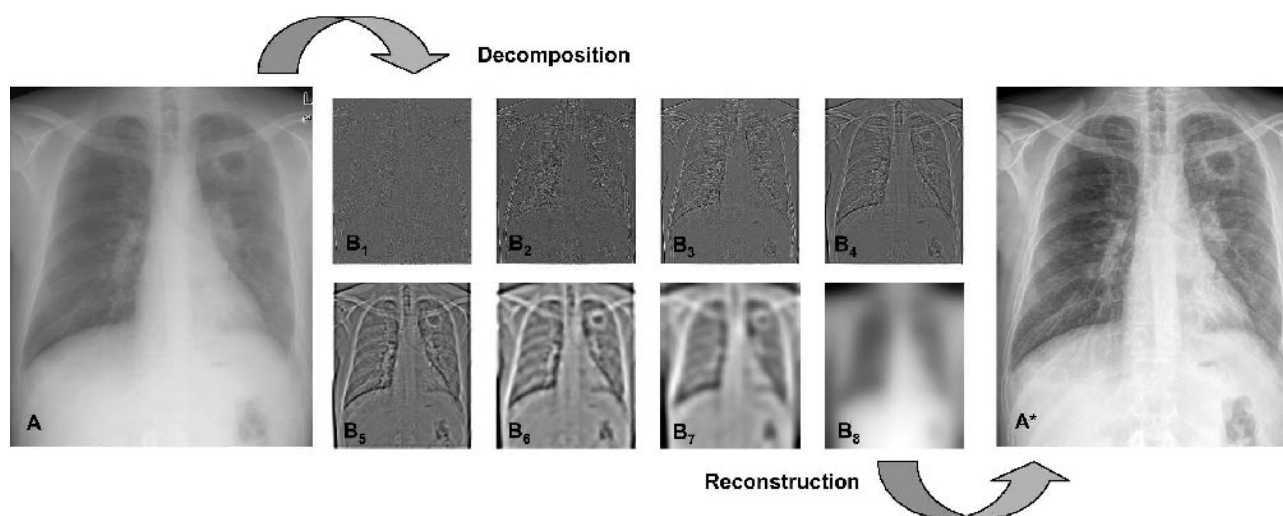 Decomposition
L
B₁
B₂
B₃
B₄
A
B₅
B₆
B₇
B₈
A*
Reconstruction